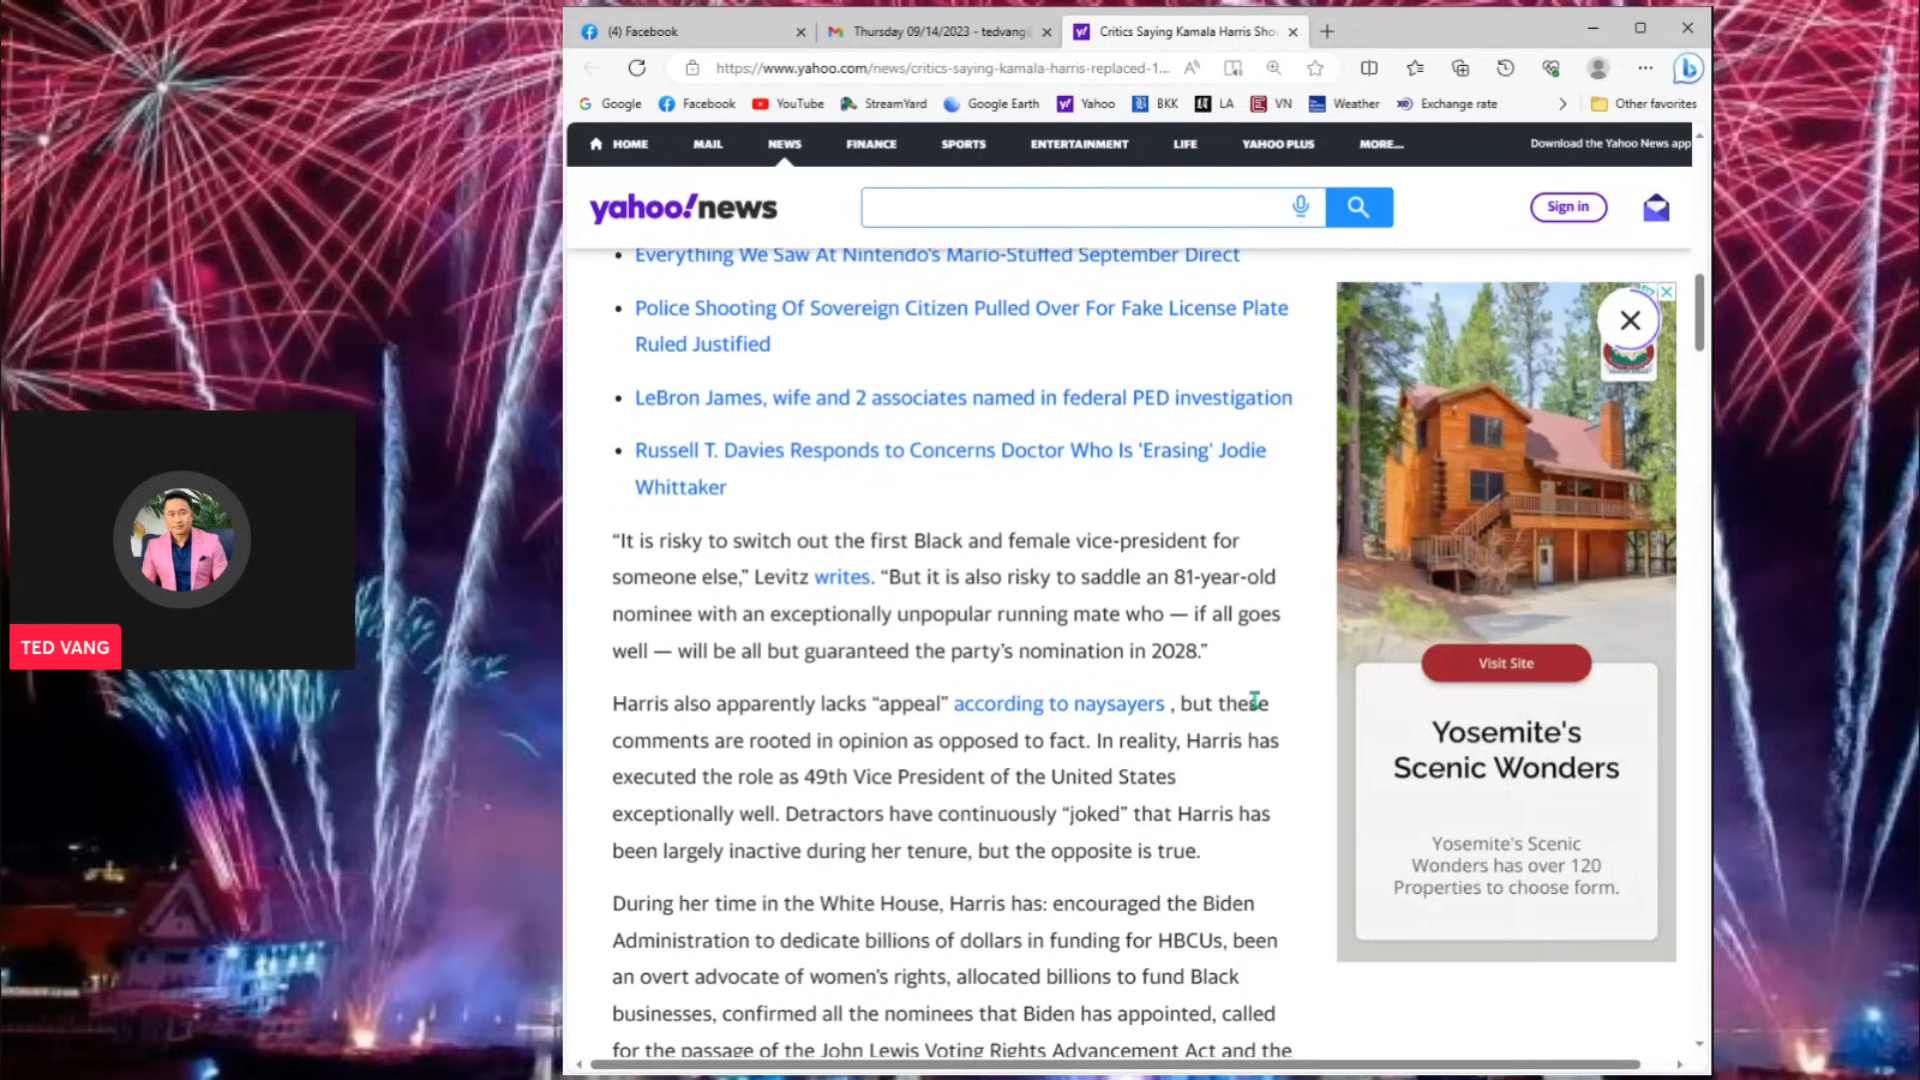 (4) Facebook
Thursday 09/14/2023 - tedvang
Critics Saying Kamala Harris Sho
https://www.yahoo.com/news/critics-saying-kamala-harris-replaced-1...
Google Facebook YouTube StreamYard Google Earth Yahoo BKK LA VN Weather Exchange rate Other favorites
HOME MAIL NEWS FINANCE SPORTS ENTERTAINMENT LIFE YAHOO PLUS MORE... Download the Yahoo News app
yahoo!news
Sign in
Everything We Saw At Nintendo's Mario-Stuffed September Direct
Police Shooting Of Sovereign Citizen Pulled Over For Fake License Plate
Ruled Justified
LeBron James, wife and 2 associates named in federal PED investigation
Russell T. Davies Responds to Concerns Doctor Who Is 'Erasing' Jodie
Whittaker
“It is risky to switch out the first Black and female vice-president for
someone else,” Levitz writes. “But it is also risky to saddle an 81-year-old
nominee with an exceptionally unpopular running mate who — if all goes
well — will be all but guaranteed the party’s nomination in 2028.”
Harris also apparently lacks “appeal” according to naysayers , but these
comments are rooted in opinion as opposed to fact. In reality, Harris has
executed the role as 49th Vice President of the United States
exceptionally well. Detractors have continuously “joked” that Harris has
been largely inactive during her tenure, but the opposite is true.
During her time in the White House, Harris has: encouraged the Biden
Administration to dedicate billions of dollars in funding for HBCUs, been
an overt advocate of women’s rights, allocated billions to fund Black
businesses, confirmed all the nominees that Biden has appointed, called
for the passage of the John Lewis Voting Rights Advancement Act and the
Visit Site
Yosemite's
Scenic Wonders
Yosemite's Scenic
Wonders has over 120
Properties to choose form.
TED VANG